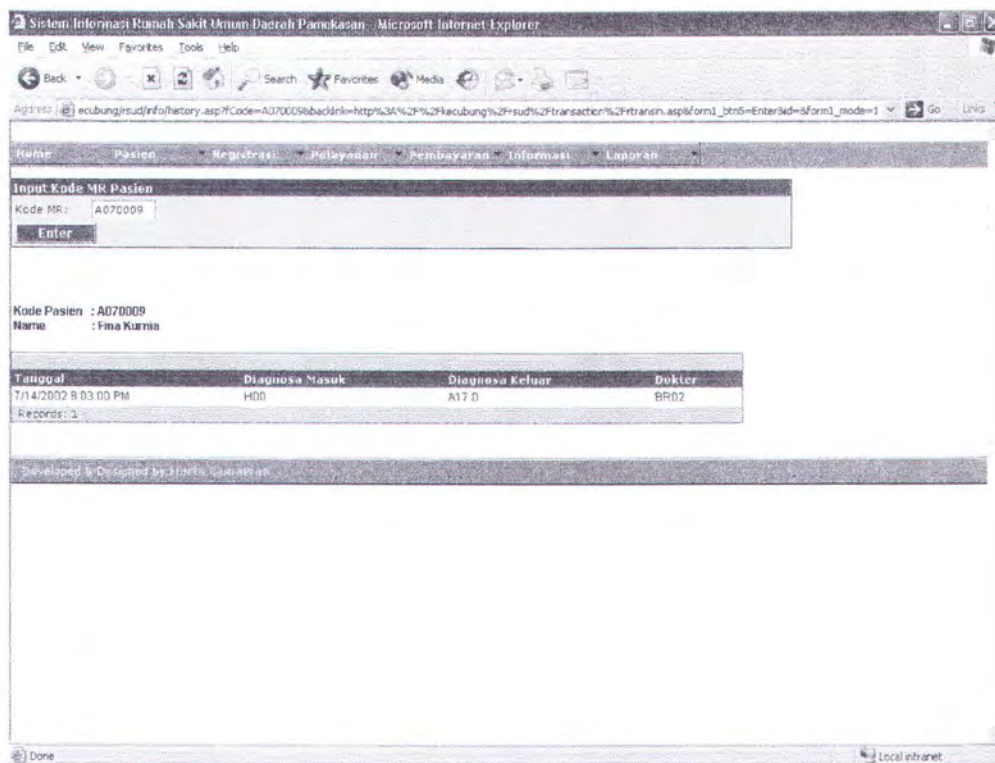 Sistem Informasi Rumah Sakit Umum Daerah Pamekasan - Microsoft Internet Explorer
File Edit View Favorites Tools Help
Back Search Favorites Media
Address ecubung/rsud/info/history.asp?fCode=A070009&backlink=http%3A%2F%2Fkecubung%2Frsud%2Ftransaction%2Frtransin.asp&form1_btn5=Enter&id=&form1_mode=1 Go Links
Home Pasien Registrasi Pelayanan Pembayaran Informasi Laporan
Input Kode MR Pasien
Kode MR: A070009
Enter
Kode Pasien : A070009
Name : Fina Kurnia
Tanggal Diagnosa Masuk Diagnosa Keluar Dokter
7/14/2002 8:03:00 PM H00 A17.0 BR02
Records: 1
Developed & Designed by
Done Local intranet